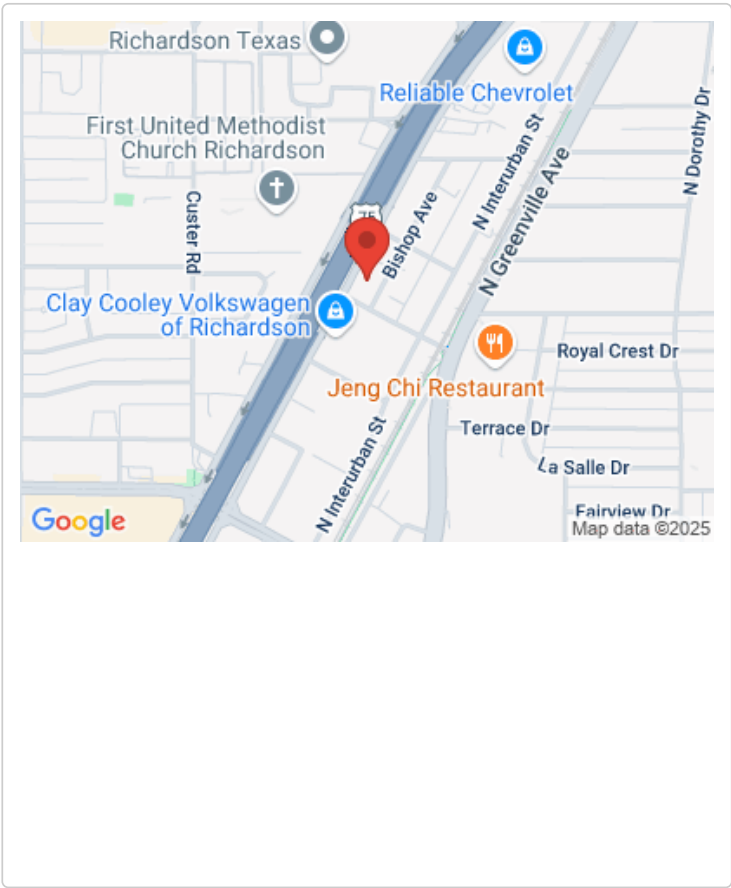 Richardson Texas
Reliable Chevrolet
First United Methodist
Church Richardson
N Dorothy Dr
N Interurban St
N Greenville Ave
Custer Rd
75
Bishop Ave
Clay Cooley Volkswagen
of Richardson
Royal Crest Dr
Jeng Chi Restaurant
Terrace Dr
La Salle Dr
N Interurban St
Fairview Dr
Google
Map data ©2025